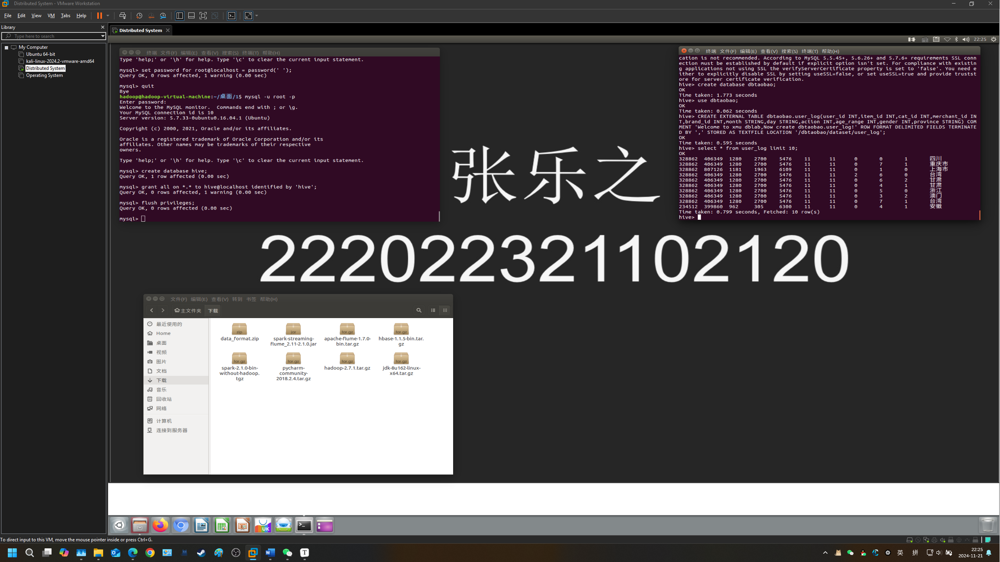 Distributed System - VMware Workstation
File Edit View VM Tabs Help
Library
Type here to search
My Computer
Ubuntu 64-bit
kali-linux-2024.2-vmware-amd64
Distributed System
Operating System
Distributed System
22:25
终端 文件(F) 编辑(E) 查看(V) 搜索(S) 终端(T) 帮助(H)
Type 'help;' or '\h' for help. Type '\c' to clear the current input statement.
mysql> set password for root@localhost = password(' ');
Query OK, 0 rows affected, 1 warning (0.00 sec)
mysql> quit
Bye
hadoop@hadoop-virtual-machine:~/桌面/1$ mysql -u root -p
Enter password:
Welcome to the MySQL monitor.  Commands end with ; or \g.
Your MySQL connection id is 10
Server version: 5.7.33-0ubuntu0.16.04.1 (Ubuntu)
Copyright (c) 2000, 2021, Oracle and/or its affiliates.
Oracle is a registered trademark of Oracle Corporation and/or its
affiliates. Other names may be trademarks of their respective
owners.
Type 'help;' or '\h' for help. Type '\c' to clear the current input statement.
mysql> create database hive;
Query OK, 1 row affected (0.00 sec)
mysql> grant all on *.* to hive@localhost identified by 'hive';
Query OK, 0 rows affected, 1 warning (0.00 sec)
mysql> flush privileges;
Query OK, 0 rows affected (0.00 sec)
mysql>
终端 文件(F) 编辑(E) 查看(V) 搜索(S) 终端(T) 帮助(H)
cation is not recommended. According to MySQL 5.5.45+, 5.6.26+ and 5.7.6+ requirements SSL conn
ection must be established by default if explicit option isn't set. For compliance with existin
g applications not using SSL the verifyServerCertificate property is set to 'false'. You need e
ither to explicitly disable SSL by setting useSSL=false, or set useSSL=true and provide trustst
ore for server certificate verification.
hive> create database dbtaobao;
OK
Time taken: 1.773 seconds
hive> use dbtaobao;
OK
Time taken: 0.062 seconds
hive> CREATE EXTERNAL TABLE dbtaobao.user_log(user_id INT,item_id INT,cat_id INT,merchant_id IN
T,brand_id INT,month STRING,day STRING,action INT,age_range INT,gender INT,province STRING) COM
MENT 'Welcome to xmu dblab,Now create dbtaobao.user_log!' ROW FORMAT DELIMITED FIELDS TERMINATE
D BY ',' STORED AS TEXTFILE LOCATION '/dbtaobao/dataset/user_log';
OK
Time taken: 0.595 seconds
hive> select * from user_log limit 10;
OK
328862 406349 1280 2700 5476 11 11 0 0 1 四川
328862 406349 1280 2700 5476 11 11 0 7 1 重庆市
328862 807126 1181 1963 6109 11 11 0 1 0 上海市
328862 406349 1280 2700 5476 11 11 2 6 0 台湾
328862 406349 1280 2700 5476 11 11 0 6 2 甘肃
328862 406349 1280 2700 5476 11 11 0 4 1 甘肃
328862 406349 1280 2700 5476 11 11 0 5 0 浙江
328862 406349 1280 2700 5476 11 11 0 3 2 澳门
328862 406349 1280 2700 5476 11 11 0 7 1 台湾
234512 399860 962 305 6300 11 11 0 4 1 安徽
Time taken: 0.799 seconds, Fetched: 10 row(s)
hive>
张乐之
222022321102120
文件(F) 编辑(E) 查看(V) 转到 书签 帮助(H)
主文件夹 下载
最近使用的
Home
桌面
视频
图片
文档
下载
音乐
回收站
网络
计算机
连接到服务器
zip jar tar.gz tar.gz
data_format.zip
spark-streaming-
flume_2.11-2.1.0.jar
apache-flume-1.7.0-
bin.tar.gz
hbase-1.1.5-bin.tar.
gz
tar.gz tar.gz tar.gz tar.gz
spark-2.1.0-bin-
without-hadoop.
tgz
pycharm-
community-
2018.2.4.tar.gz
hadoop-2.7.1.tar.gz
jdk-8u162-linux-
x64.tar.gz
UK
To direct input to this VM, move the mouse pointer inside or press Ctrl+G.
T
英 拼
22:25
2024-11-21